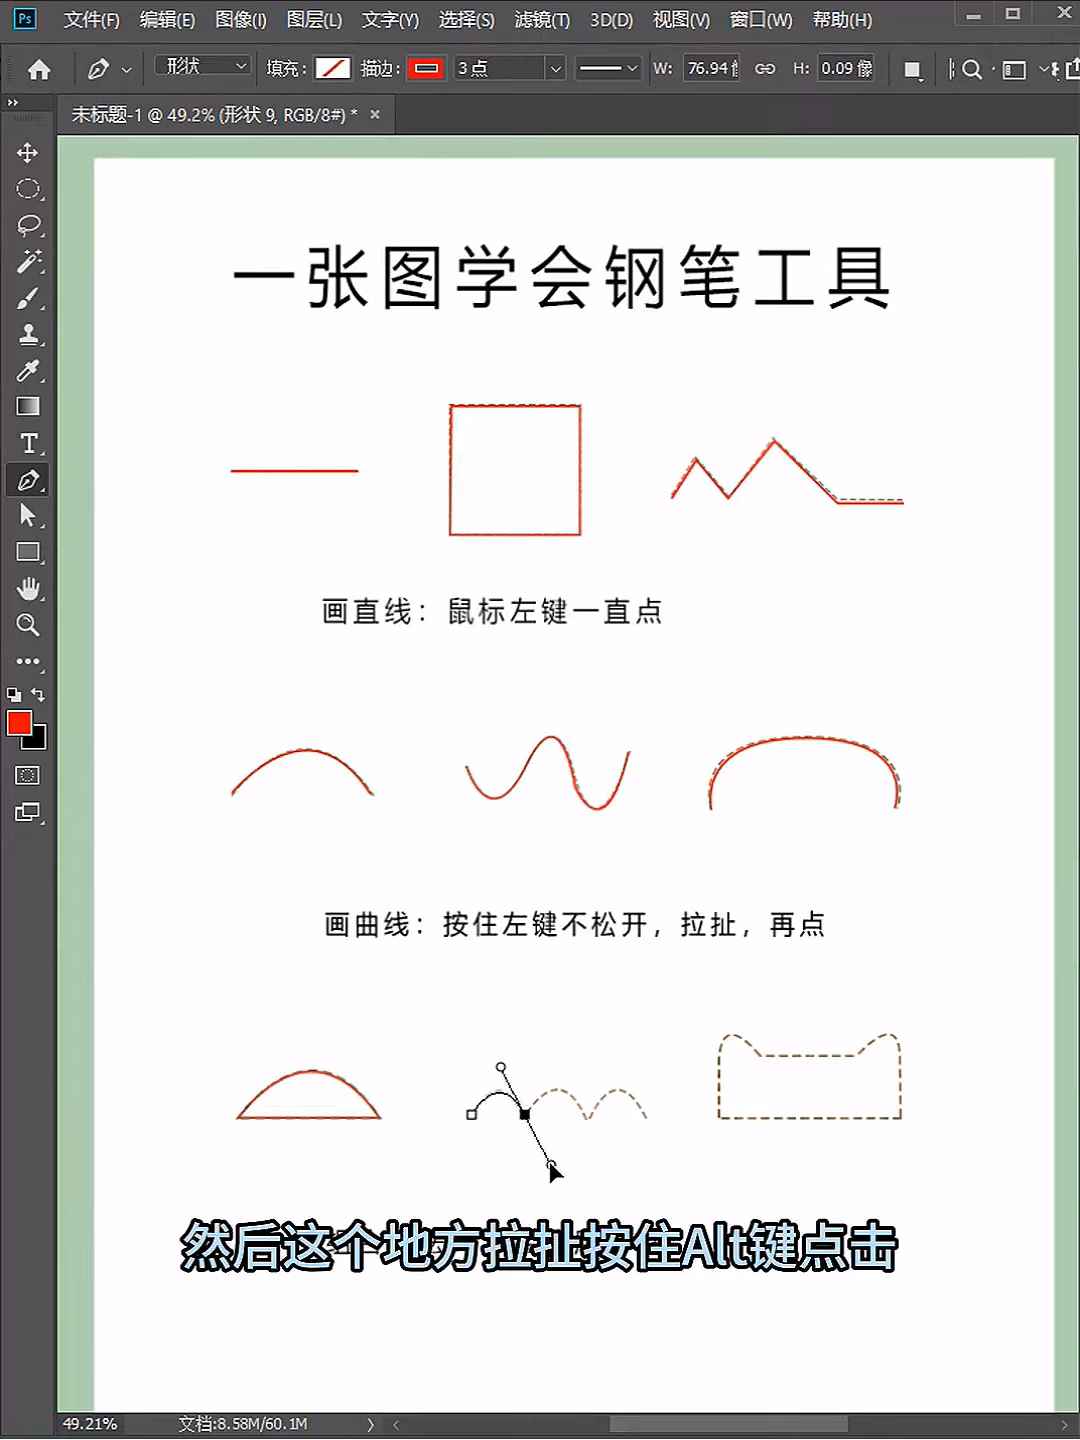 Ps 文件(F) 编辑(E) 图像(I) 图层(L) 文字(Y) 选择(S) 滤镜(T) 3D(D) 视图(V) 窗口(W) 帮助(H)
形状 填充: 描边: 3 点 W: 76.94 H: 0.09 像
未标题-1 @ 49.2% (形状 9, RGB/8#) *
一张图学会钢笔工具
画直线：鼠标左键一直点
画曲线：按住左键不松开，拉扯，再点
然后这个地方拉扯按住Alt键点击
49.21% 文档:8.58M/60.1M